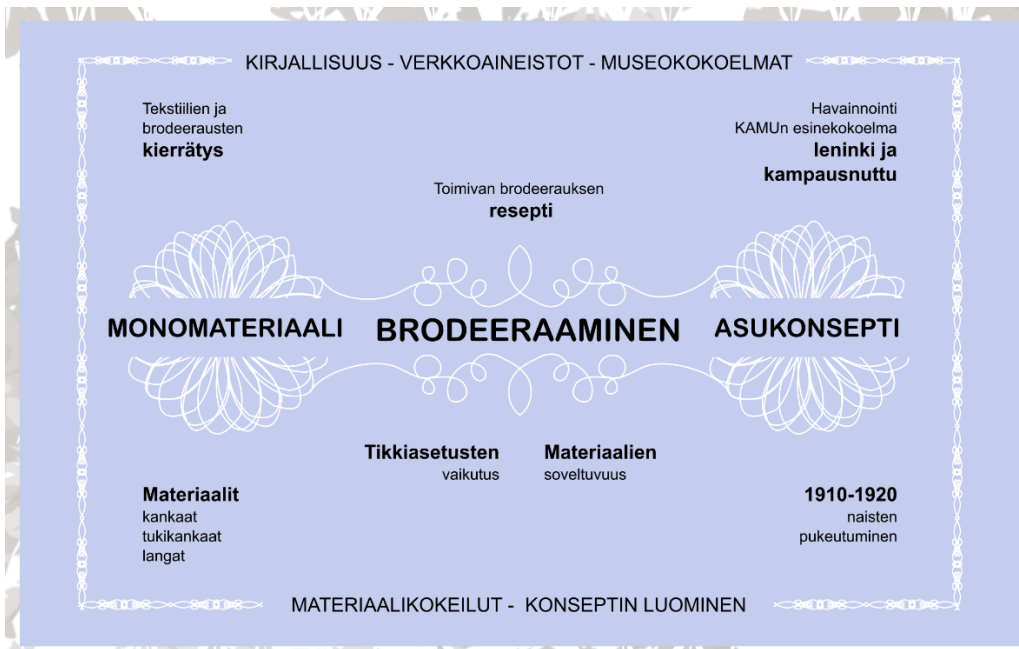 KIRJALLISUUS - VERKKOAINEISTOT - MUSEOKOKOELMAT
Tekstiilien ja
brodeerausten
kierrätys
Havainnointi
KAMUn esinekokoelma
leninki ja
kampausnuttu
Toimivan brodeerauksen
resepti
MONOMATERIAALI
BRODEERAAMINEN
ASUKONSEPTI
Tikkiasetusten
vaikutus
Materiaalien
soveltuvuus
Materiaalit
kankaat
tukikankaat
langat
1910-1920
naisten
pukeutuminen
MATERIAALIKOKEILUT - KONSEPTIN LUOMINEN